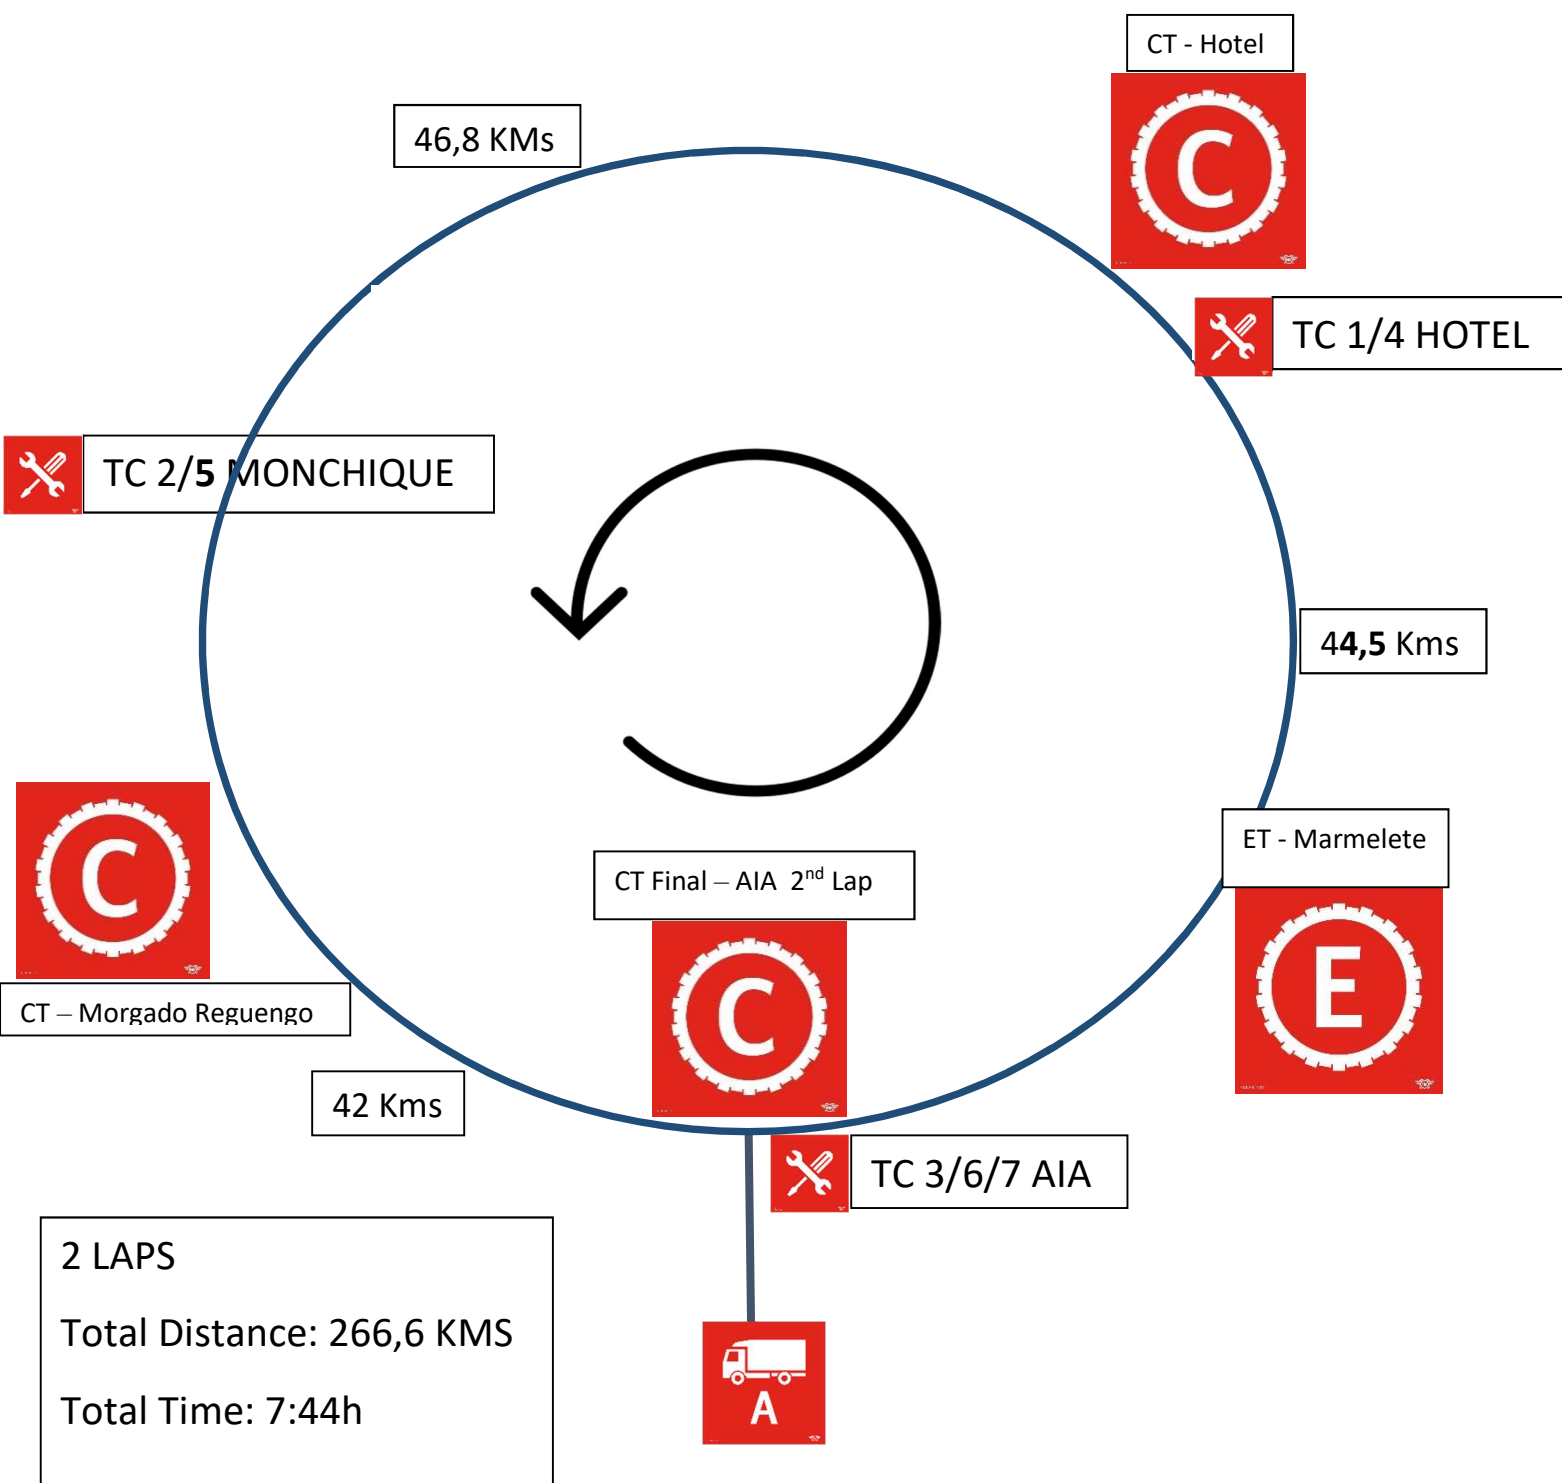 CT - Hotel
C
46,8 KMs
TC 1/4 HOTEL
TC 2/5 MONCHIQUE
44,5 Kms
ET - Marmelete
E
C
CT – Morgado Reguengo
CT Final – AIA 2nd Lap
C
42 Kms
TC 3/6/7 AIA
2 LAPS
Total Distance: 266,6 KMS
Total Time: 7:44h
A